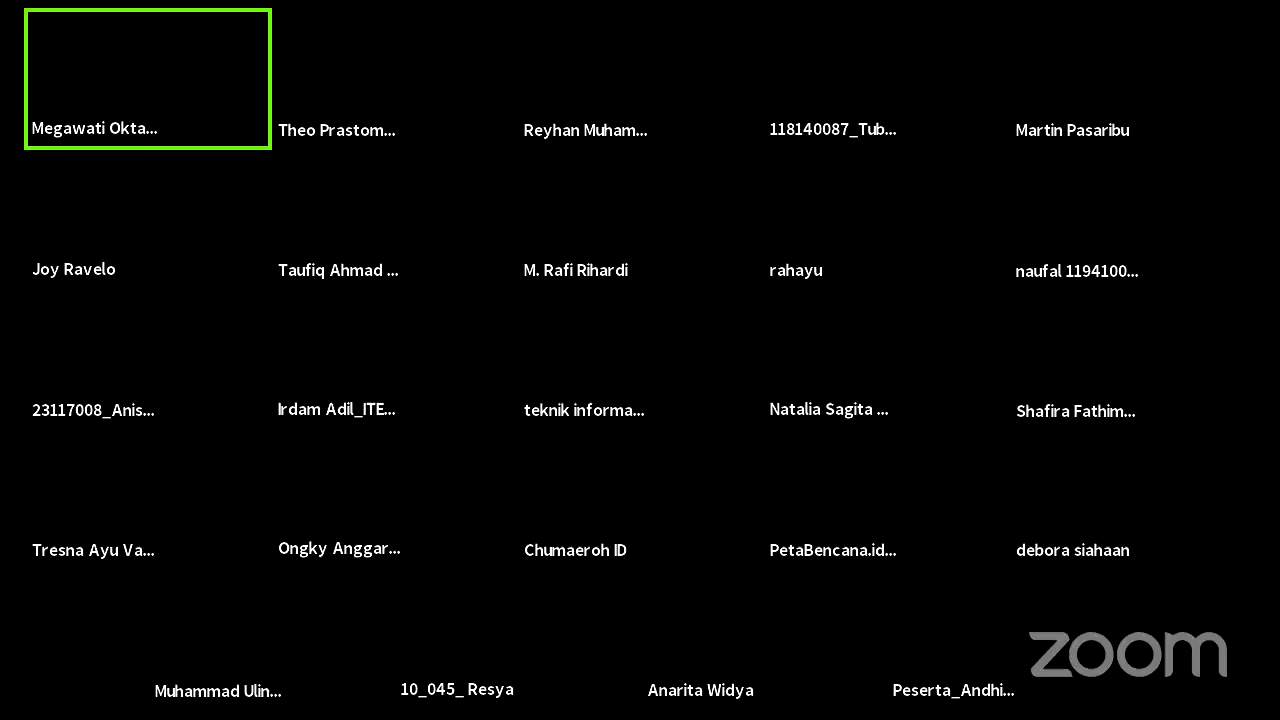 Megawati Okta...
Theo Prastom...
Reyhan Muham...
118140087_Tub...
Martin Pasaribu
Joy Ravelo
Taufiq Ahmad ...
M. Rafi Rihardi
rahayu
naufal 1194100...
23117008_Anis...
Irdam Adil_ITE...
teknik informa...
Natalia Sagita ...
Shafira Fathim...
Tresna Ayu Va...
Ongky Anggar...
Chumaeroh ID
PetaBencana.id...
debora siahaan
Muhammad Ulin...
10_045_ Resya
Anarita Widya
Peserta_Andhi...
zoom